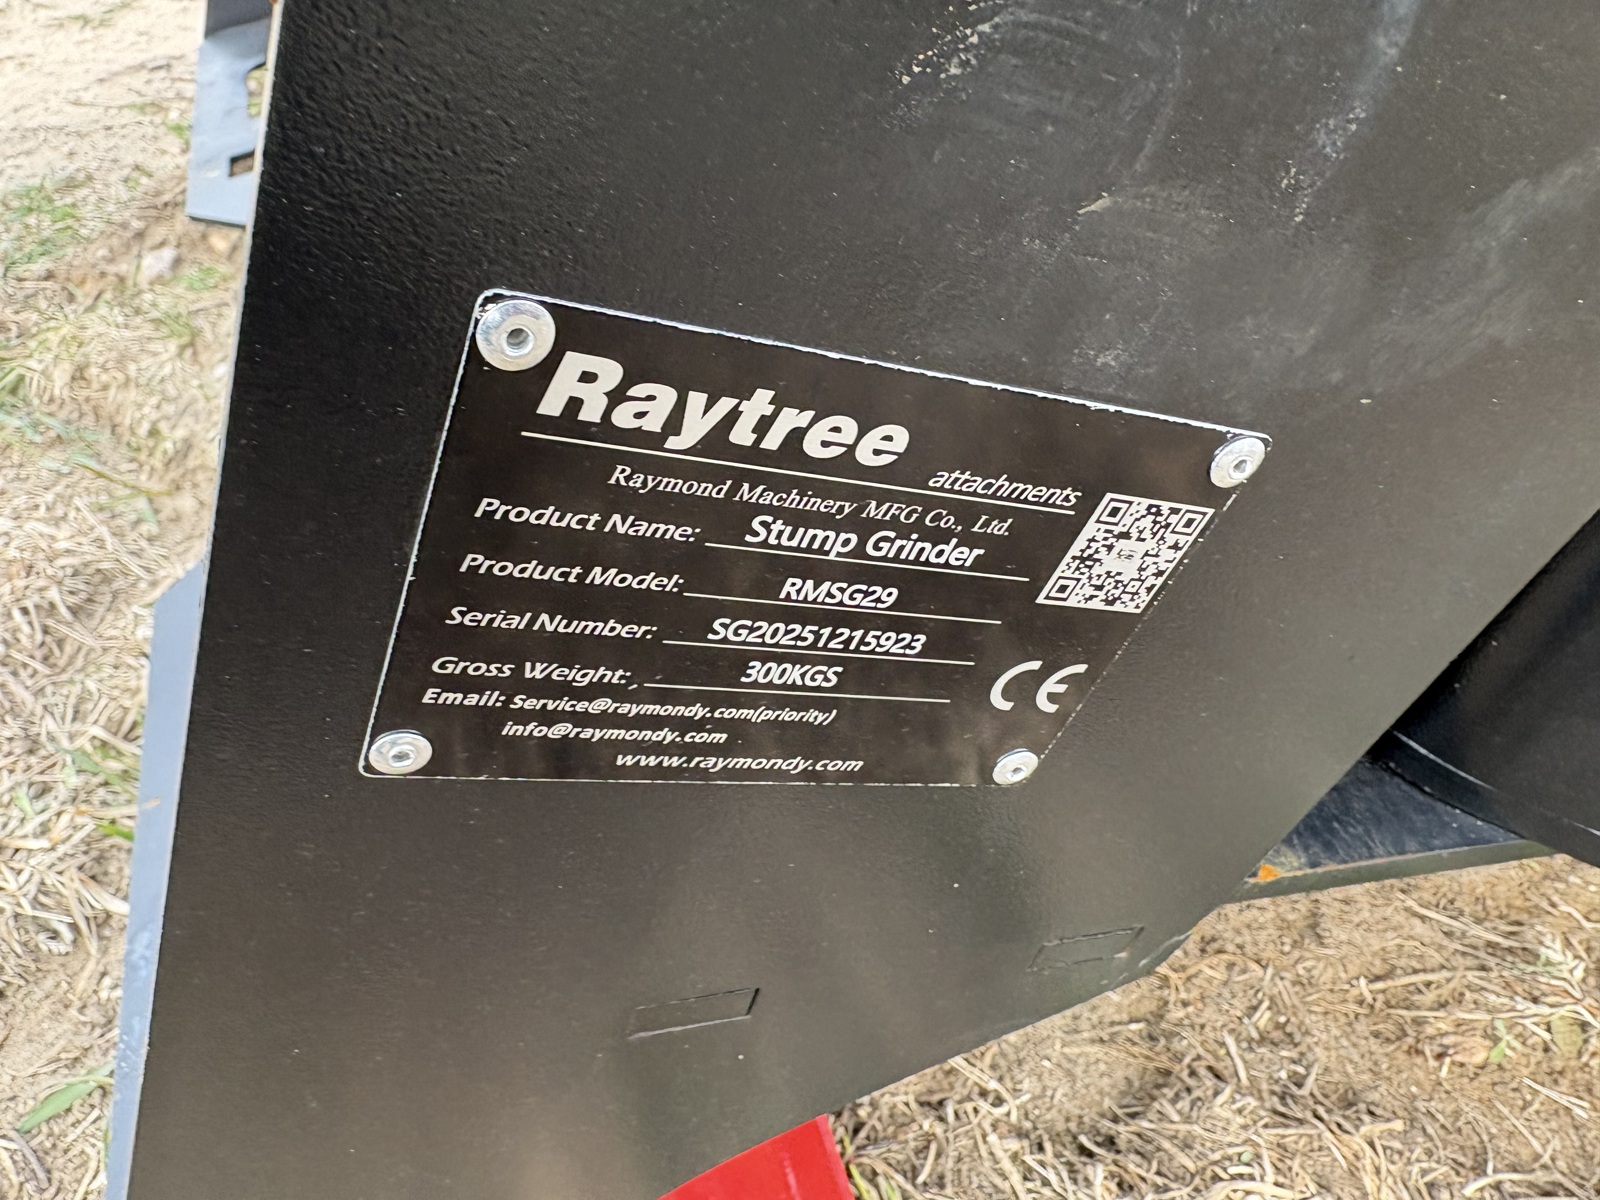 Raytree
attachments
Raymond Machinery MFG Co., Ltd.
Product Name: Stump Grinder
Product Model: RMSG29
Serial Number: SG20251215923
Gross Weight: 300KGS
Email: Service@raymondy.com(priority)
info@raymondy.com
www.raymondy.com
CE